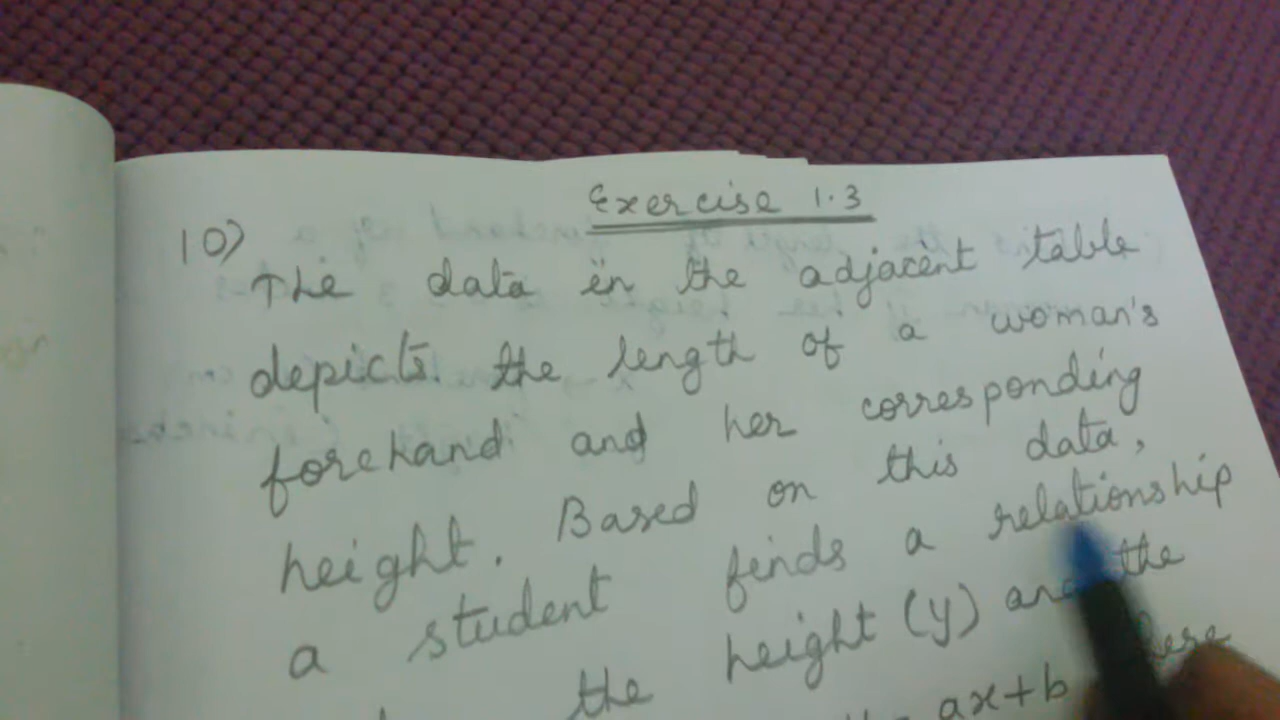 Exercise 1.3
10)
The data in the adjacent table
depicts the length of a woman's
forehand and her corresponding
height. Based on this data,
a student finds a relationship
the height (y) and the
ax+b